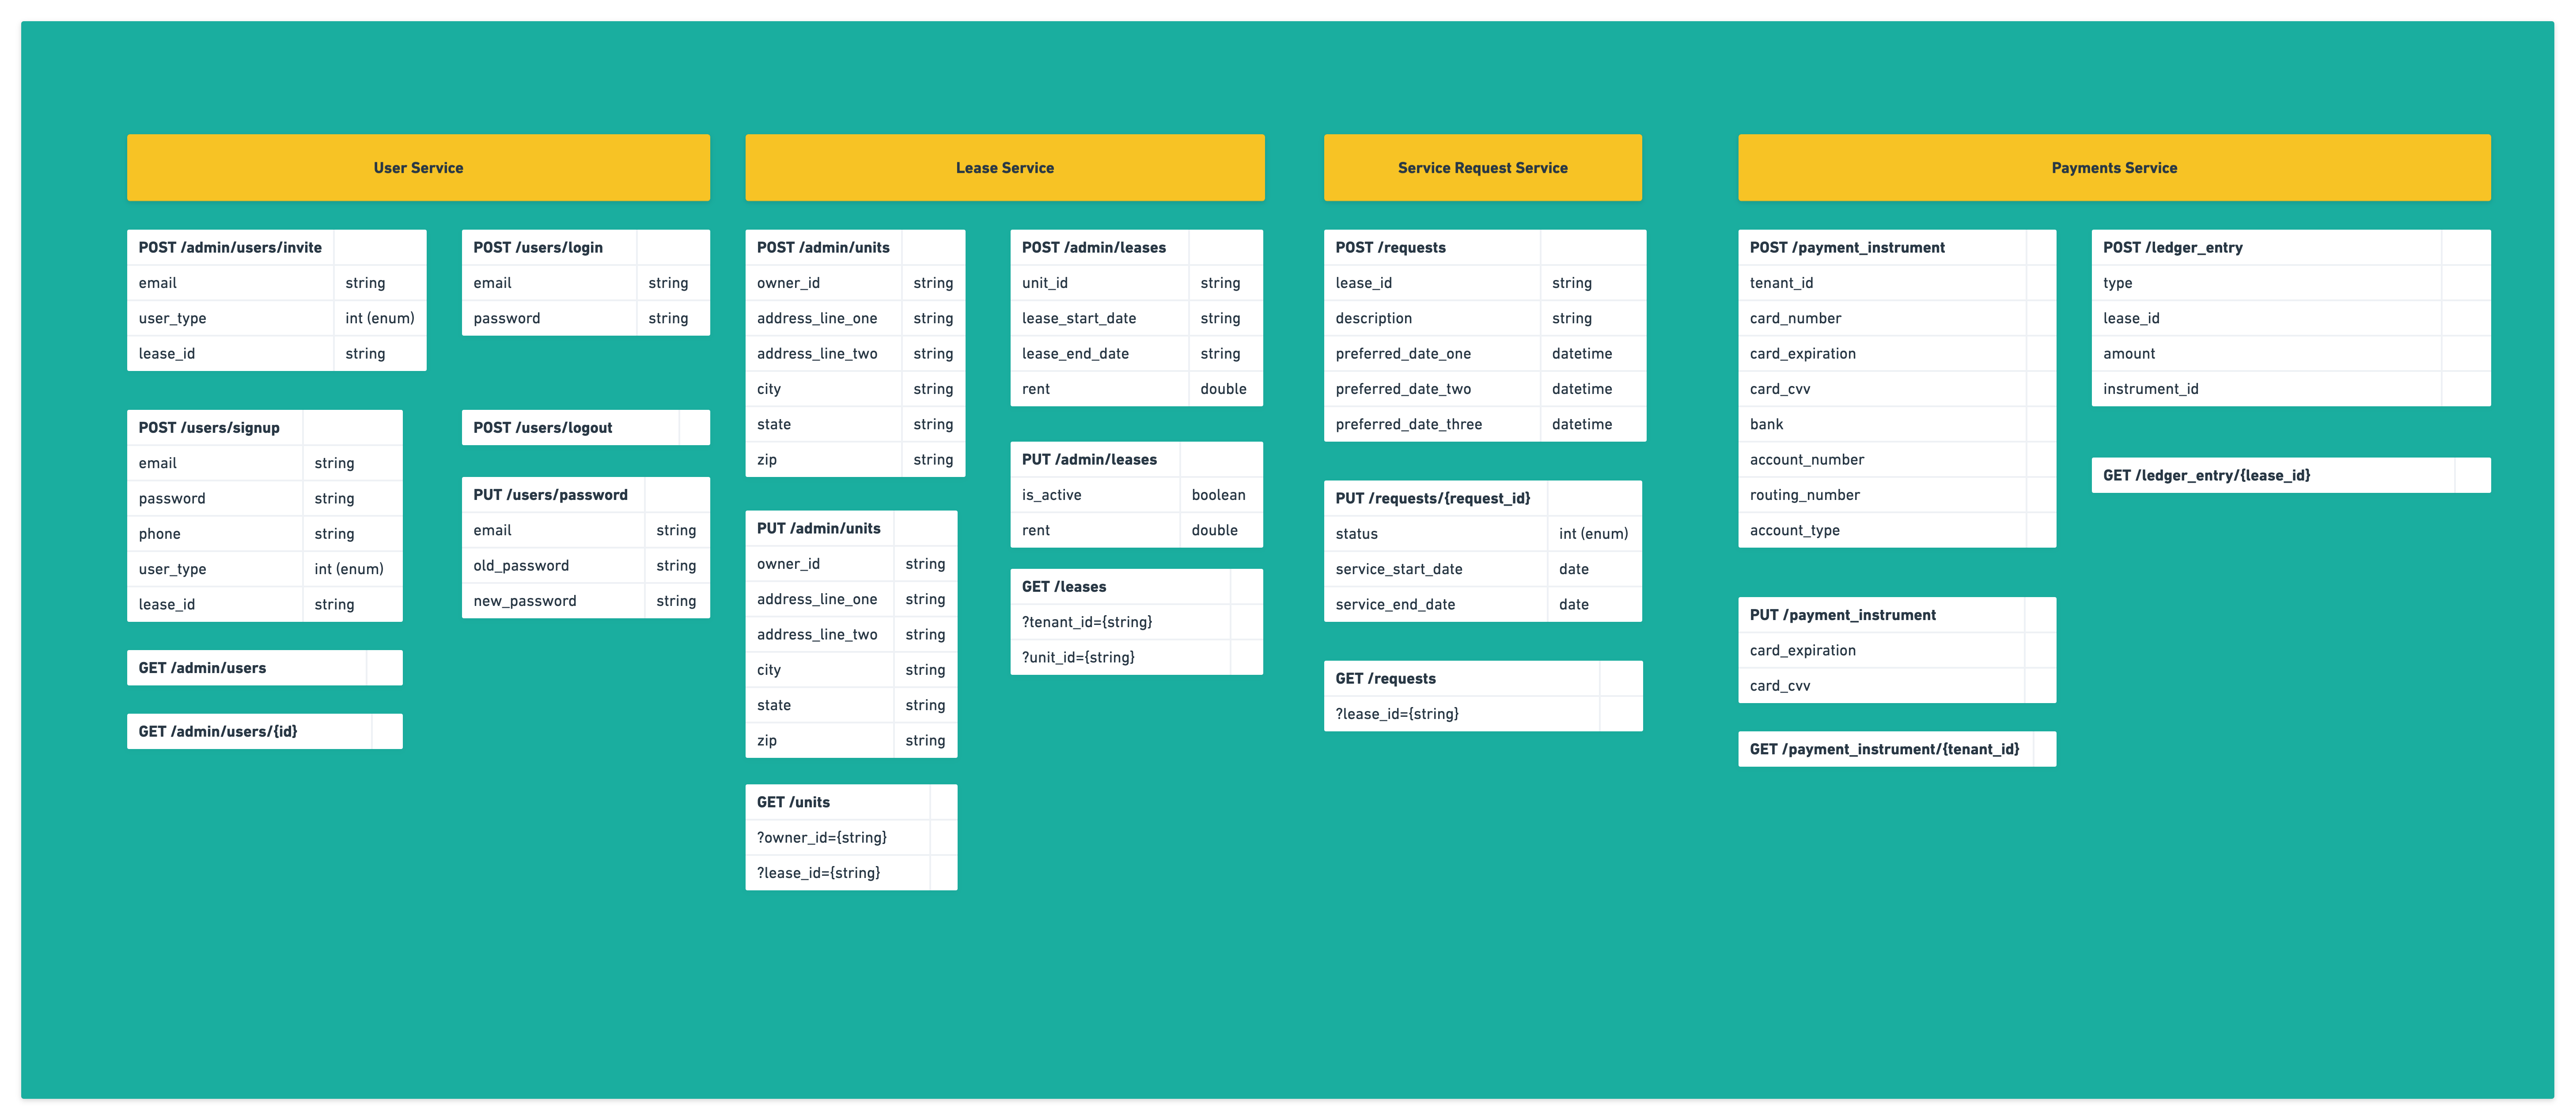 User Service
POST /admin/users/invite
email string
user_type int (enum)
lease_id string
POST /users/signup
email string
password string
phone string
user_type int (enum)
lease_id string
GET /admin/users
GET /admin/users/{id}
POST /users/login
email string
password string
POST /users/logout
PUT /users/password
email string
old_password string
new_password string
Lease Service
POST /admin/units
owner_id string
address_line_one string
address_line_two string
city string
state string
zip string
PUT /admin/units
owner_id string
address_line_one string
address_line_two string
city string
state string
zip string
GET /units
?owner_id={string}
?lease_id={string}
POST /admin/leases
unit_id string
lease_start_date string
lease_end_date string
rent double
PUT /admin/leases
is_active boolean
rent double
GET /leases
?tenant_id={string}
?unit_id={string}
Service Request Service
POST /requests
lease_id string
description string
preferred_date_one datetime
preferred_date_two datetime
preferred_date_three datetime
PUT /requests/{request_id}
status int (enum)
service_start_date date
service_end_date date
GET /requests
?lease_id={string}
Payments Service
POST /payment_instrument
tenant_id
card_number
card_expiration
card_cvv
bank
account_number
routing_number
account_type
PUT /payment_instrument
card_expiration
card_cvv
GET /payment_instrument/{tenant_id}
POST /ledger_entry
type
lease_id
amount
instrument_id
GET /ledger_entry/{lease_id}